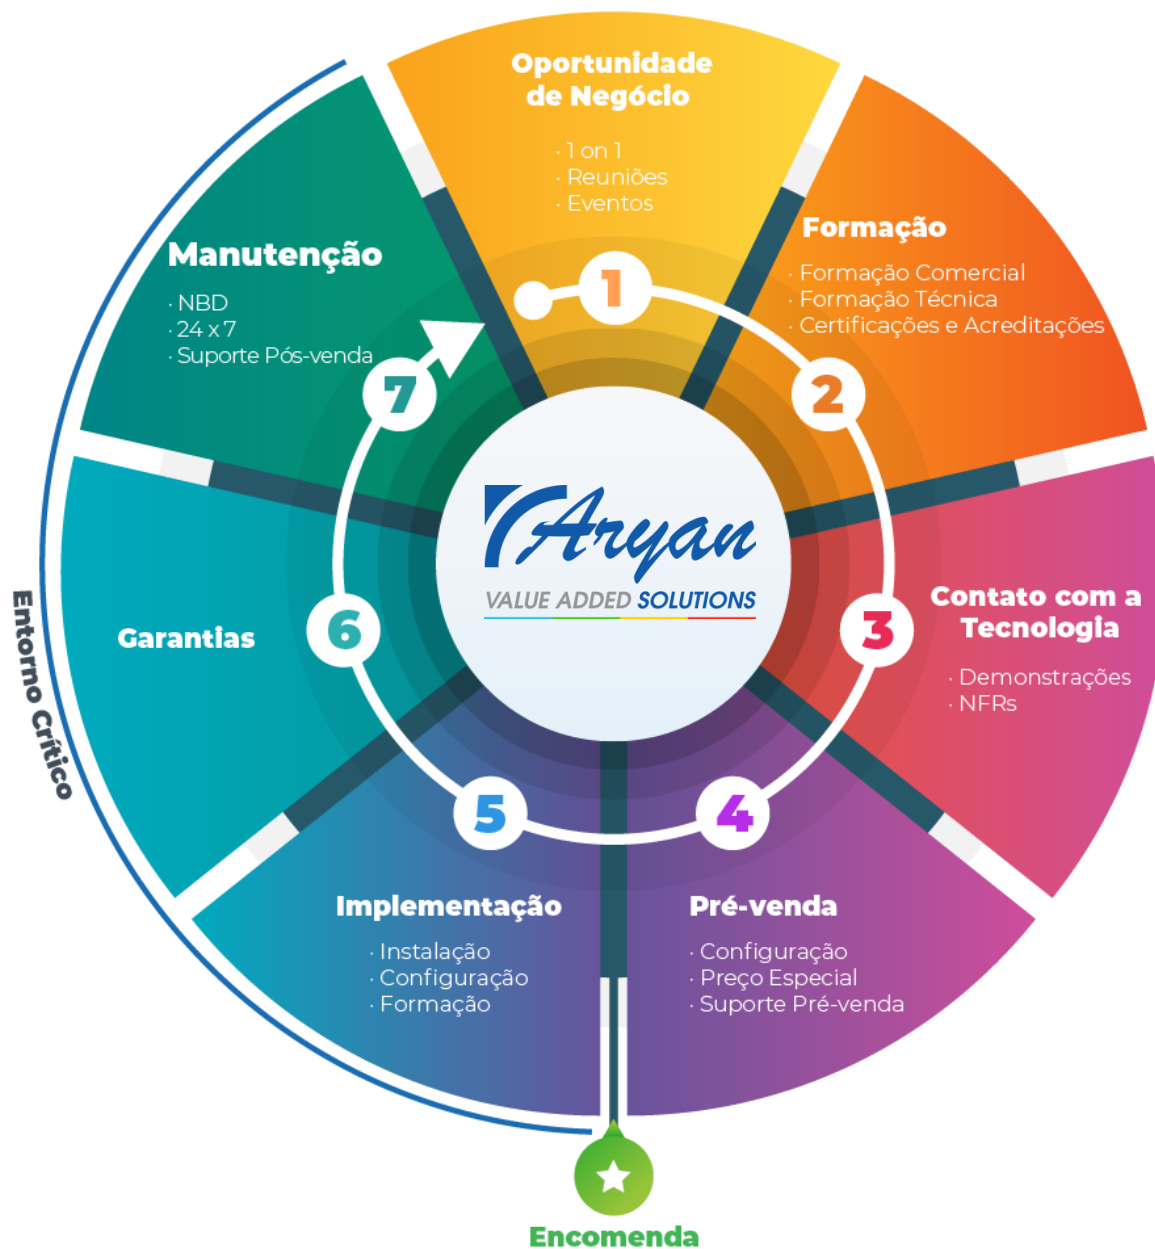 Oportunidade
de Negócio
· 1 on 1
· Reuniões
· Eventos
1
Formação
· Formação Comercial
· Formação Técnica
· Certificações e Acreditações
2
Contato com a
Tecnologia
· Demonstrações
· NFRs
3
Pré-venda
· Configuração
· Preço Especial
· Suporte Pré-venda
4
Implementação
· Instalação
· Configuração
· Formação
5
Garantias
6
Manutenção
· NBD
· 24 x 7
· Suporte Pós-venda
7
Aryan
VALUE ADDED SOLUTIONS
Entorno Crítico
Encomenda